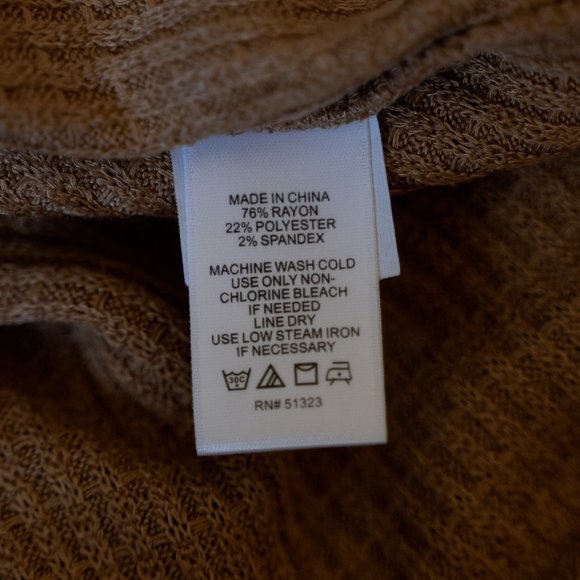 MADE IN CHINA
76% RAYON
22% POLYESTER
2% SPANDEX
MACHINE WASH COLD
USE ONLY NON-
CHLORINE BLEACH
IF NEEDED
LINE DRY
USE LOW STEAM IRON
IF NECESSARY
30C
RN# 51323